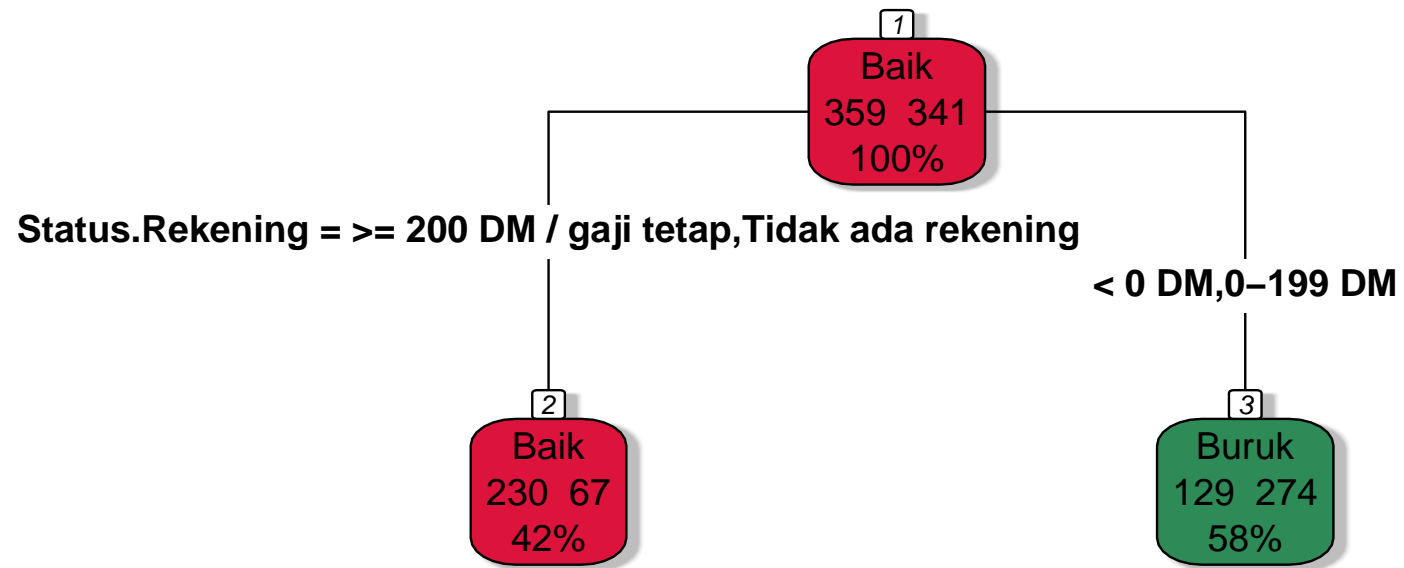 1
Baik
359 341
100%
Status.Rekening = >= 200 DM / gaji tetap,Tidak ada rekening
< 0 DM,0–199 DM
2
Baik
230 67
42%
3
Buruk
129 274
58%